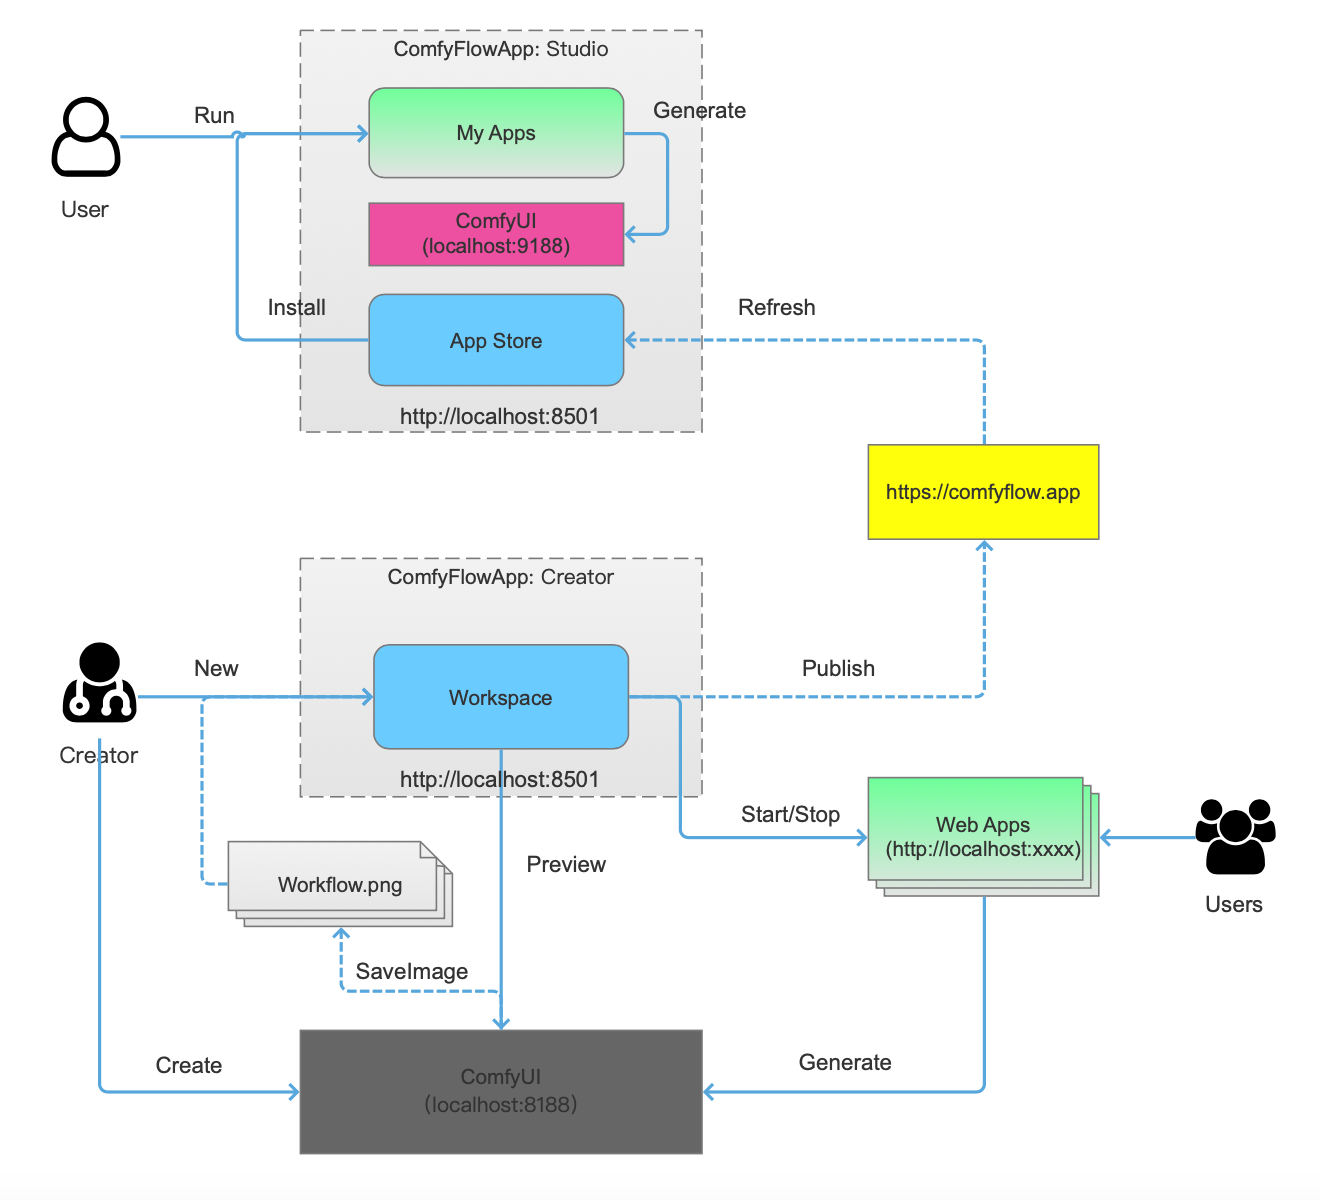 ComfyFlowApp: Studio
Run
My Apps
Generate
User
ComfyUI
(localhost:9188)
Install
Refresh
App Store
http://localhost:8501
https://comfyflow.app
ComfyFlowApp: Creator
New
Workspace
Publish
Creator
http://localhost:8501
Start/Stop
Web Apps
(http://localhost:xxxx)
Preview
Workflow.png
Users
SaveImage
Create
Generate
ComfyUI
(localhost:8188)